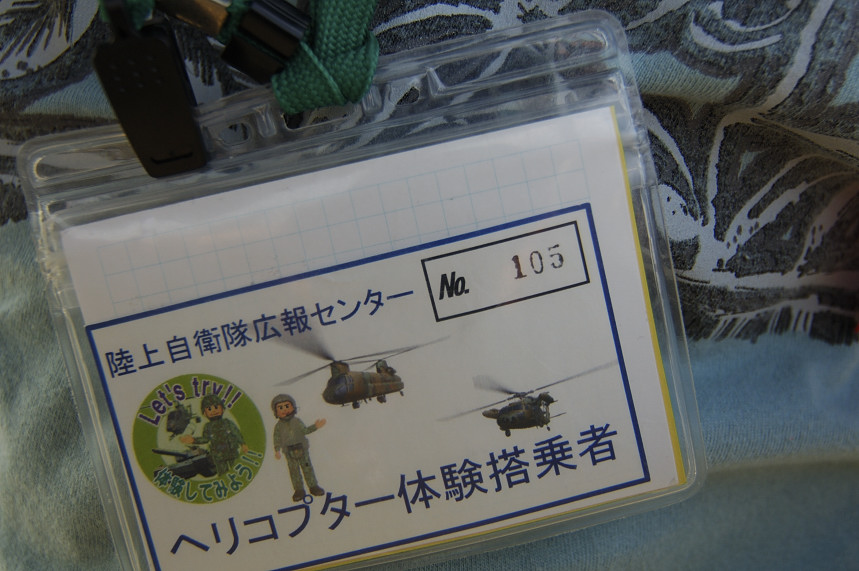 No. 105
陸上自衛隊広報センター
Let's try!!
体験してみよう!!
ヘリコプター体験搭乗者